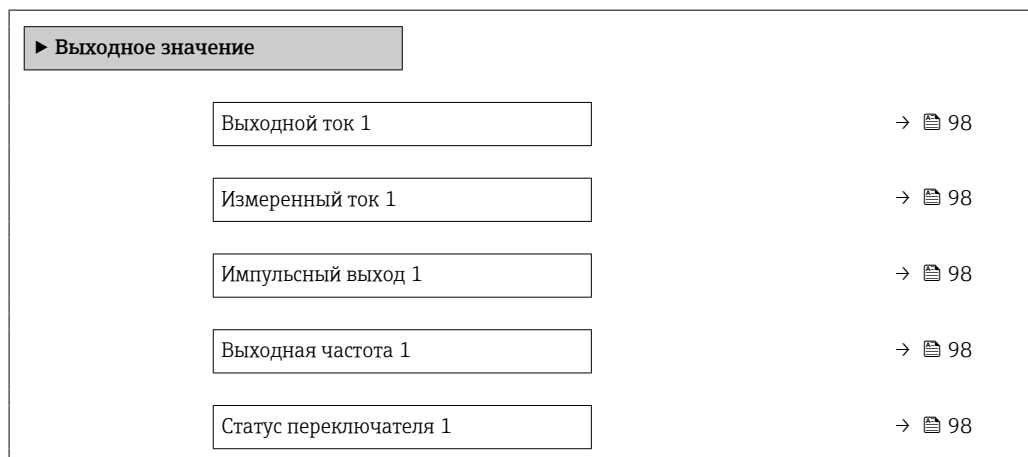 ▶ Выходное значение
Выходной ток 1 → 98
Измеренный ток 1 → 98
Импульсный выход 1 → 98
Выходная частота 1 → 98
Статус переключателя 1 → 98